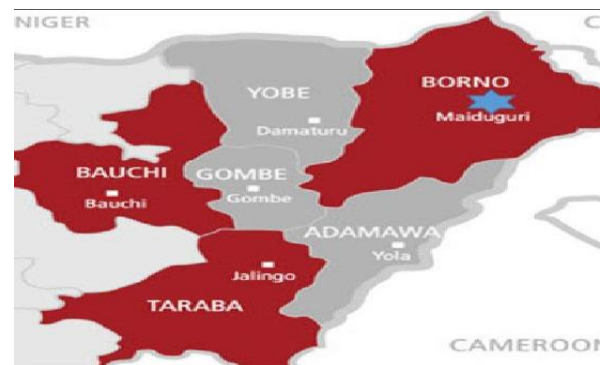 NIGER
C
BORNO
YOBE
Maiduguri
Damaturu
BAUCHI
GOMBE
Bauchi
Gombe
ADAMAWA
Yola
Jalingo
TARABA
CAMEROON